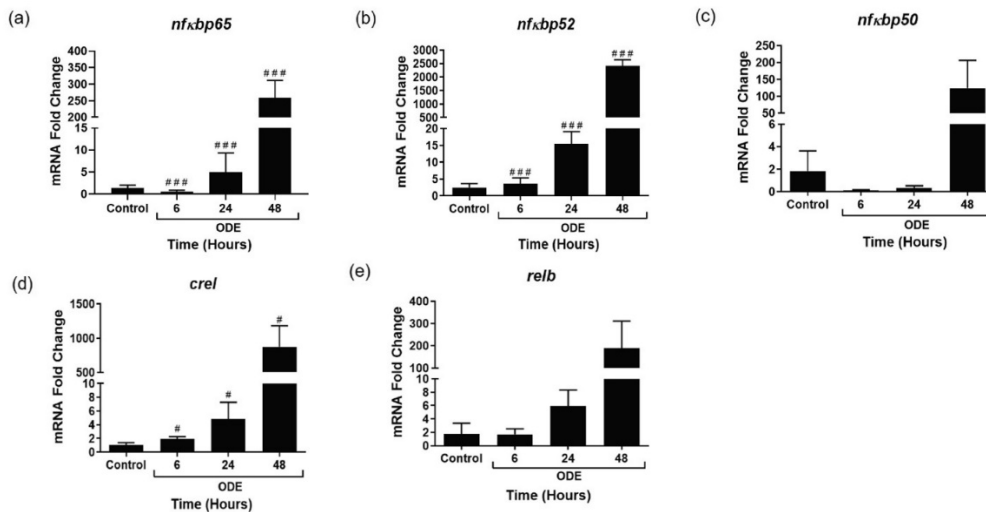 (a)
nfκbp65
mRNA Fold Change
400
350
300
250
200
150
15
10
5
0
###
###
###
Control 6 24 48
ODE
Time (Hours)
(b)
nfκbp52
mRNA Fold Change
3000
2500
2000
1500
1000
500
20
15
10
5
0
###
###
###
Control 6 24 48
ODE
Time (Hours)
(c)
nfκbp50
mRNA Fold Change
250
200
150
100
50
6
4
2
0
Control 6 24 48
ODE
Time (Hours)
(d)
crel
mRNA Fold Change
1500
1000
500
10
8
6
4
2
0
#
#
#
Control 6 24 48
ODE
Time (Hours)
(e)
relb
mRNA Fold Change
400
300
200
100
10
8
6
4
2
0
Control 6 24 48
ODE
Time (Hours)